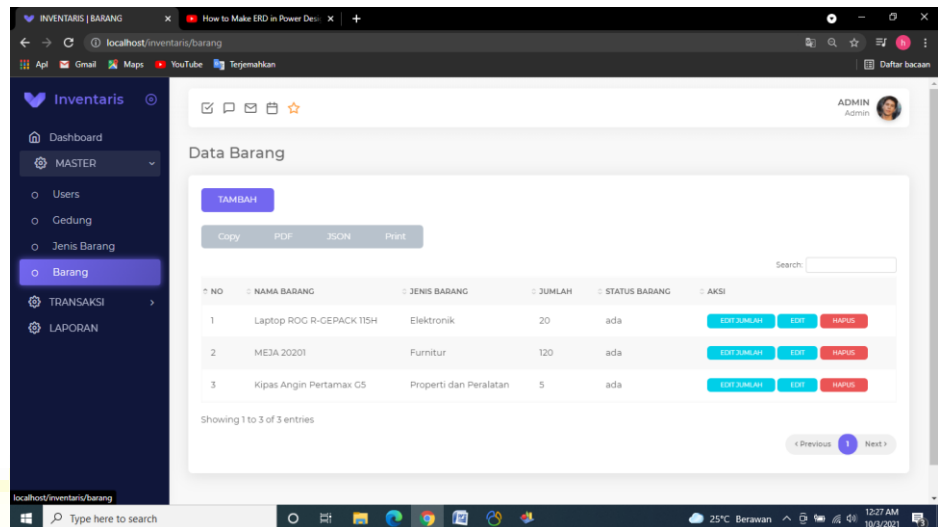 INVENTARIS | BARANG
How to Make ERD in Power Desi
localhost/inventaris/barang
Apl Gmail Maps YouTube Terjemahkan Daftar bacaan
Inventaris
ADMIN
Admin
Dashboard
MASTER
Users
Gedung
Jenis Barang
Barang
TRANSAKSI
LAPORAN
Data Barang
TAMBAH
Copy PDF JSON Print
Search:
NO NAMA BARANG JENIS BARANG JUMLAH STATUS BARANG AKSI
1 Laptop ROG R-GEPACK 115H Elektronik 20 ada EDIT JUMLAH EDIT HAPUS
2 MEJA 20201 Furnitur 120 ada EDIT JUMLAH EDIT HAPUS
3 Kipas Angin Pertamax G5 Properti dan Peralatan 5 ada EDIT JUMLAH EDIT HAPUS
Showing 1 to 3 of 3 entries
< Previous 1 Next >
localhost/inventaris/barang
Type here to search
25°C Berawan
12:27 AM
10/3/2021